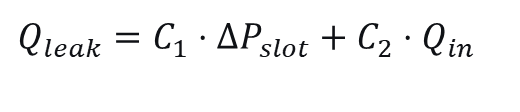 Q_leak = C_1 · ΔP_slot + C_2 · Q_in